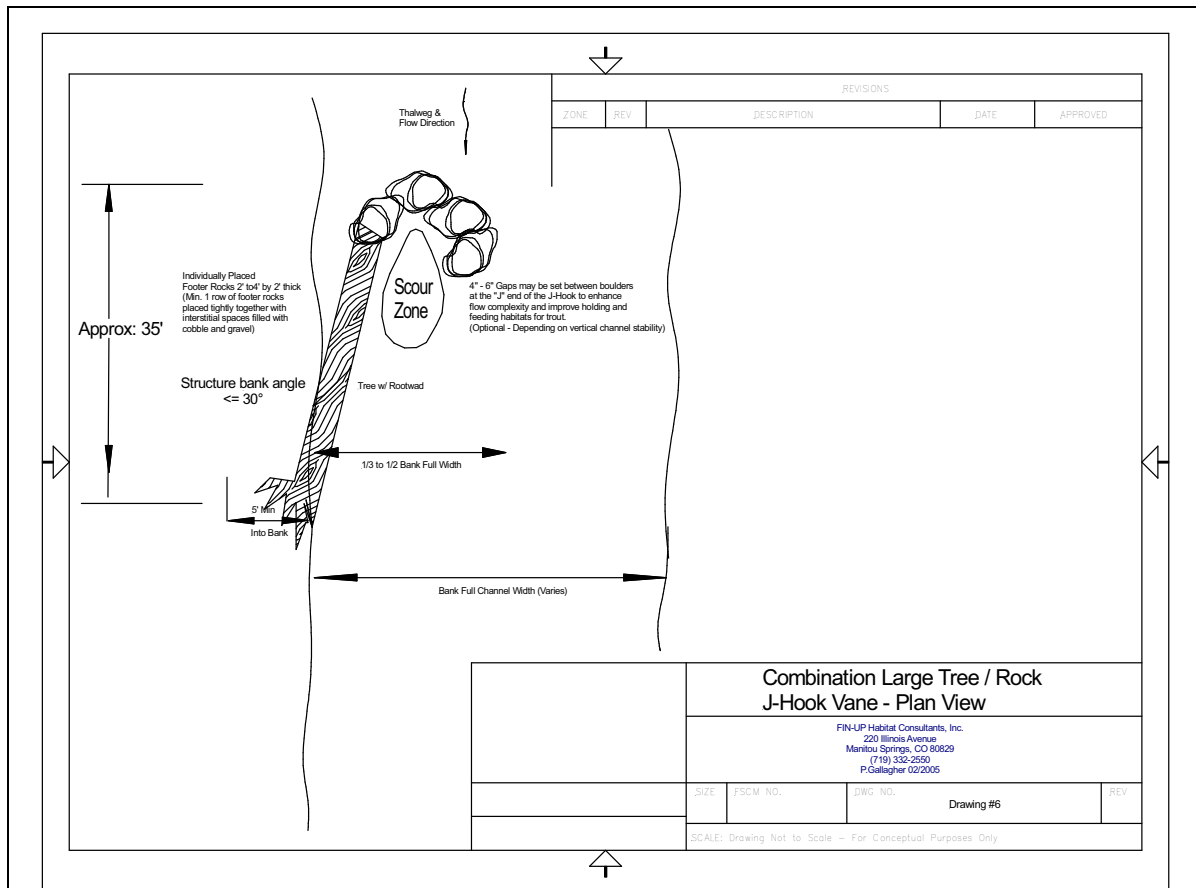 REVISIONS
ZONE REV DESCRIPTION DATE APPROVED
Thalweg &
Flow Direction
Individually Placed
Footer Rocks 2' to4' by 2' thick
(Min. 1 row of footer rocks
placed tightly together with
interstitial spaces filled with
cobble and gravel)
Approx: 35'
Scour
Zone
4" - 6" Gaps may be set between boulders
at the "J" end of the J-Hook to enhance
flow complexity and improve holding and
feeding habitats for trout.
(Optional - Depending on vertical channel stability)
Structure bank angle
<= 30°
Tree w/ Rootwad
1/3 to 1/2 Bank Full Width
5' Min
Into Bank
Bank Full Channel Width (Varies)
Combination Large Tree / Rock
J-Hook Vane - Plan View
FIN-UP Habitat Consultants, Inc.
220 Illinois Avenue
Manitou Springs, CO 80829
(719) 332-2550
P.Gallagher 02/2005
SIZE FSCM NO. DWG NO. REV
Drawing #6
SCALE: Drawing Not to Scale - For Conceptual Purposes Only